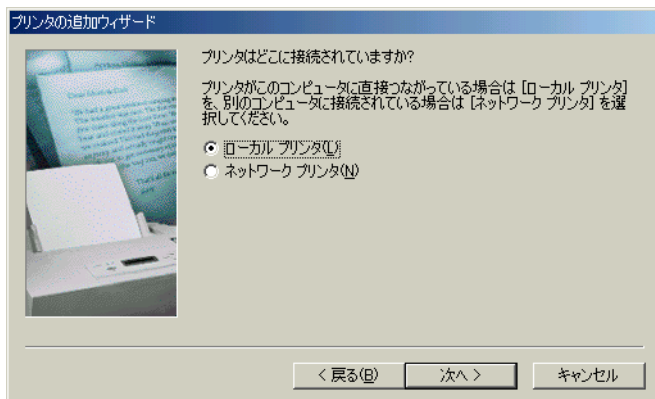 プリンタの追加ウィザード
プリンタはどこに接続されていますか?
プリンタがこのコンピュータに直接つながっている場合は [ローカル プリンタ]
を、別のコンピュータに接続されている場合は [ネットワーク プリンタ] を選
択してください。
ローカル プリンタ(L)
ネットワーク プリンタ(N)
< 戻る(B)
次へ >
キャンセル